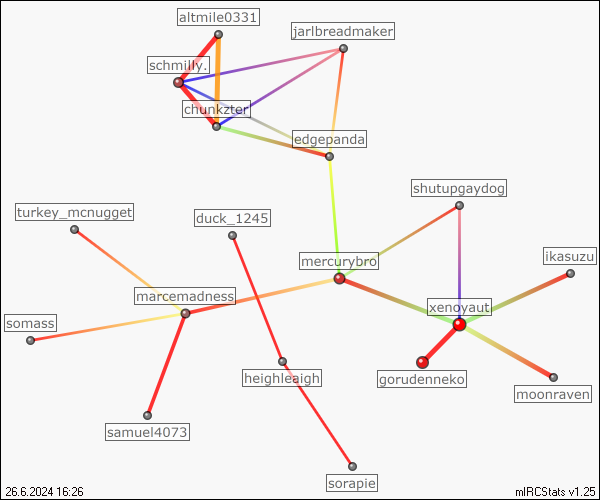 altmile0331
jarlbreadmaker
schmilly.
chunkzter
edgepanda
shutupgaydog
turkey_mcnugget
duck_1245
ikasuzu
mercurybro
marcemadness
xenoyaut
somass
heighleaigh
gorudenneko
moonraven
samuel4073
sorapie
26.6.2024 16:26
mIRCStats v1.25